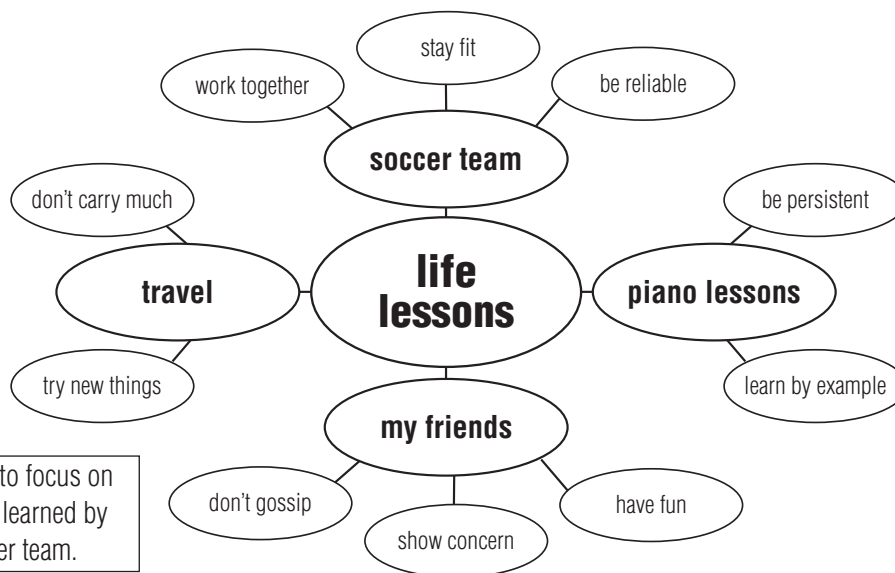 stay fit
work together
be reliable
soccer team
don't carry much
be persistent
life
lessons
travel
piano lessons
try new things
learn by example
my friends
don't gossip
have fun
show concern
to focus on
learned by
er team.